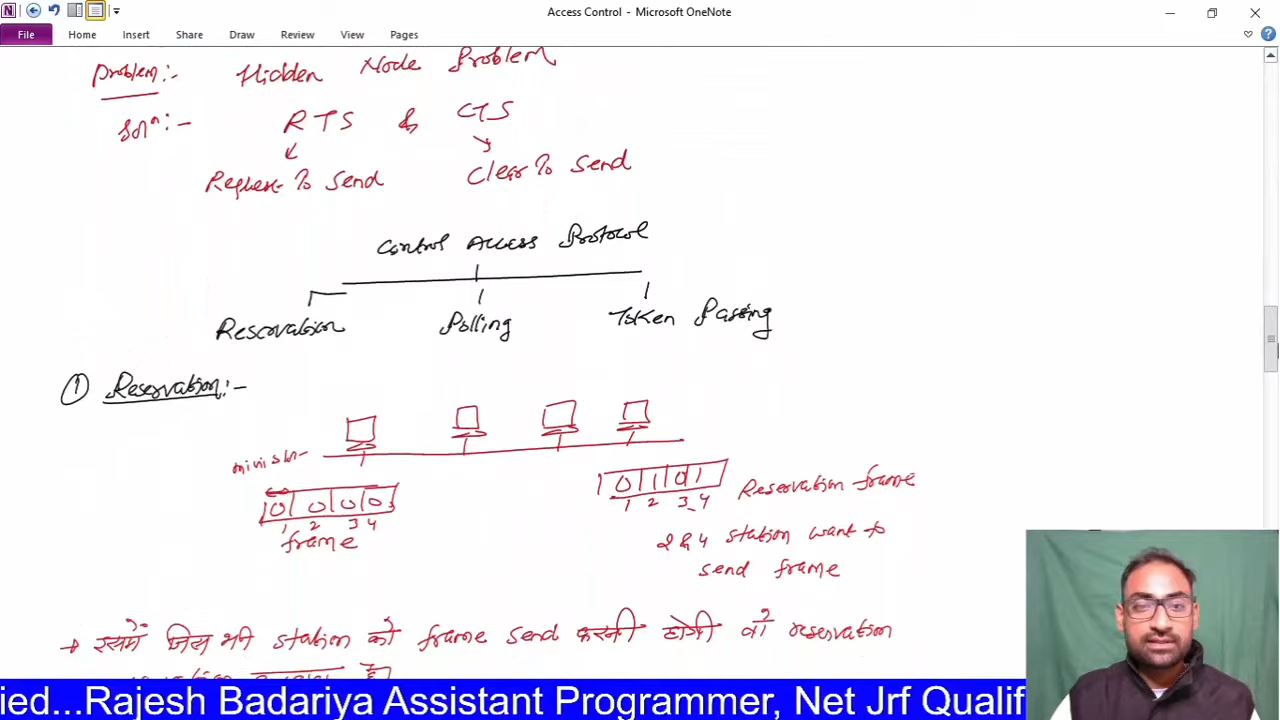 Access Control - Microsoft OneNote
File Home Insert Share Draw Review View Pages
Problem:- Hidden Node Problem
Solⁿ:- RTS & CTS
Request To Send Clear To Send
Control Access Protocol
Reservation Polling Token Passing
① Reservation:-
minislot
0 0 0 0
1 2 3 4
frame
0 1 0 1
1 2 3 4
Reservation frame
2 & 4 station want to
send frame
→ इसमें जिस भी station को frame send करनी होगी वो reservation
ied...Rajesh Badariya Assistant Programmer, Net Jrf Qualif